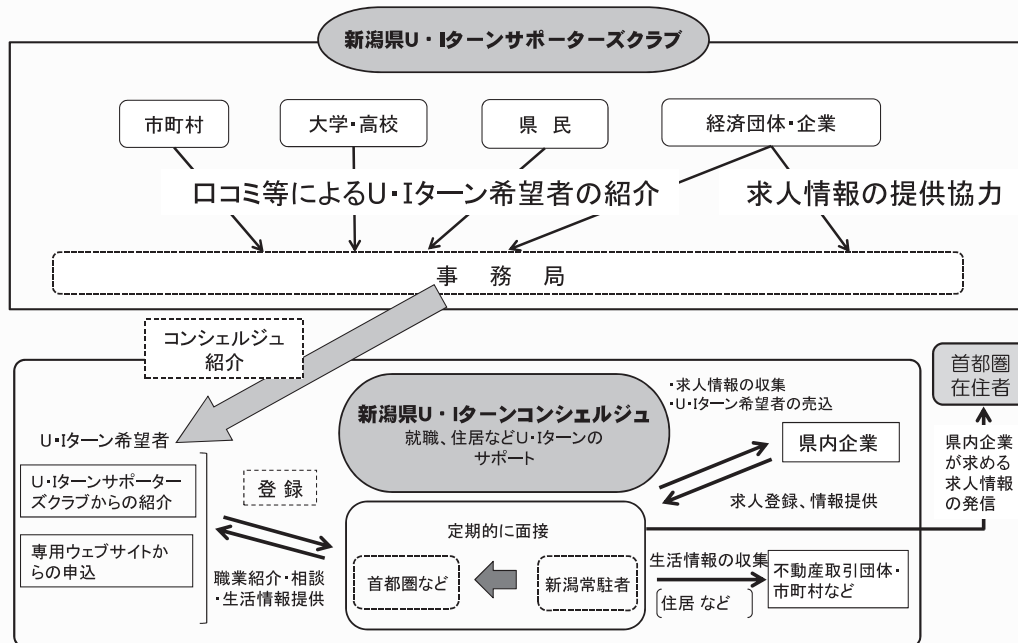 新潟県U・Iターンサポーターズクラブ
市町村
大学・高校
県 民
経済団体・企業
口コミ等によるU・Iターン希望者の紹介
求人情報の提供協力
事 務 局
コンシェルジュ
紹介
首都圏
在住者
新潟県U・Iターンコンシェルジュ
就職、住居などU・Iターンの
サポート
・求人情報の収集
・U・Iターン希望者の売込
U・Iターン希望者
U・Iターンサポーター
ズクラブからの紹介
専用ウェブサイトか
らの申込
登 録
職業紹介・相談
・生活情報提供
県内企業
求人登録、情報提供
県内企業
が求める
求人情報
の発信
定期的に面接
首都圏など
新潟常駐者
生活情報の収集
住居 など
不動産取引団体・
市町村など